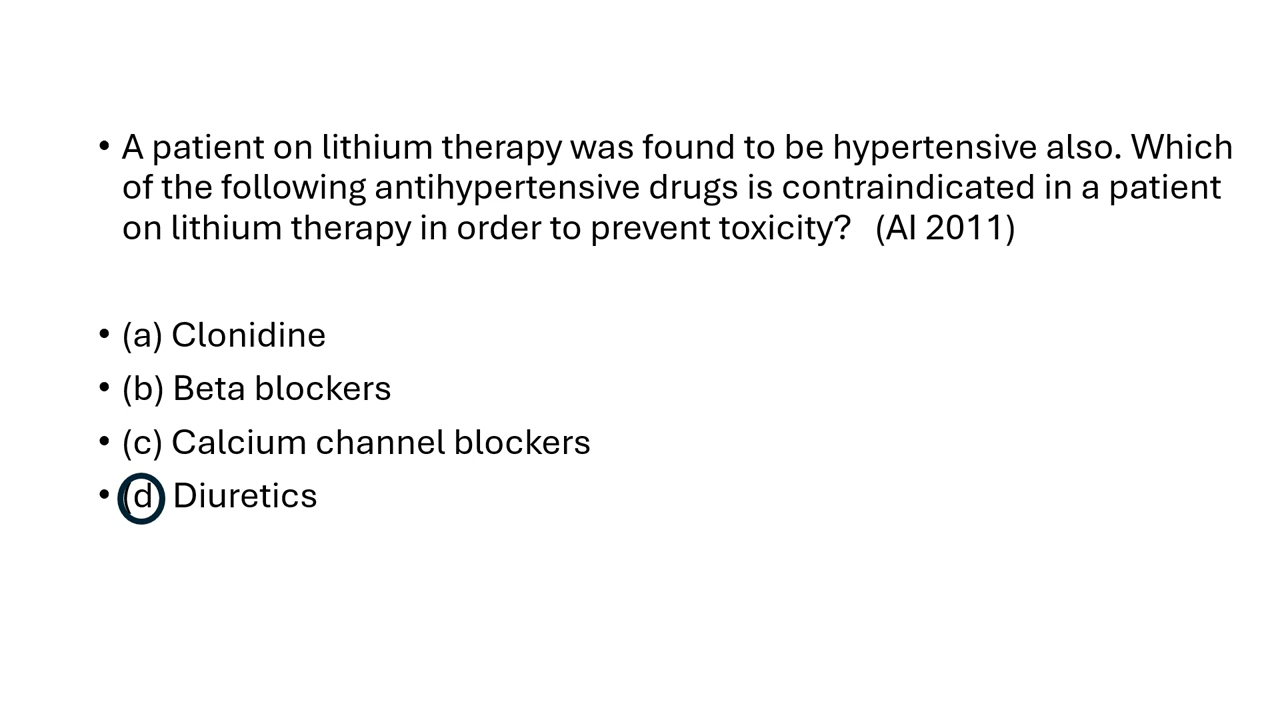 • A patient on lithium therapy was found to be hypertensive also. Which
of the following antihypertensive drugs is contraindicated in a patient
on lithium therapy in order to prevent toxicity? (AI 2011)
• (a) Clonidine
• (b) Beta blockers
• (c) Calcium channel blockers
• (d) Diuretics